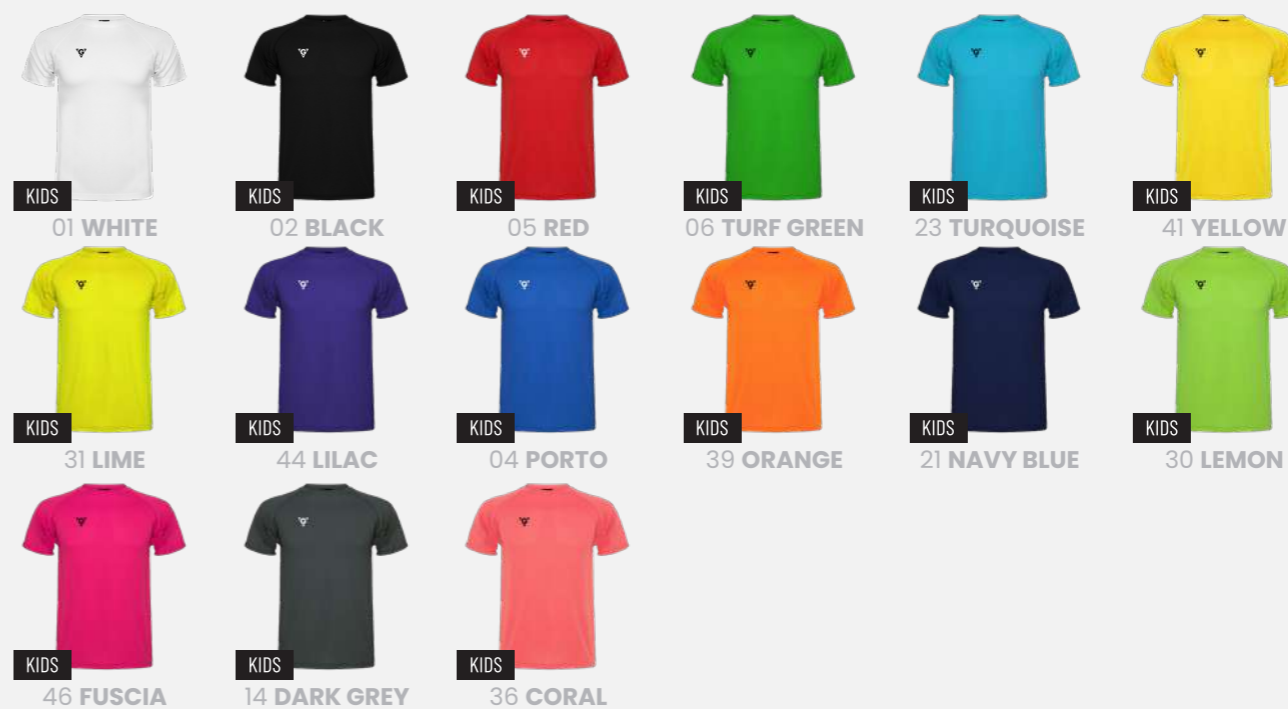 KIDS KIDS KIDS KIDS KIDS KIDS
01 WHITE 02 BLACK 05 RED 06 TURF GREEN 23 TURQUOISE 41 YELLOW
KIDS KIDS KIDS KIDS KIDS KIDS
31 LIME 44 LILAC 04 PORTO 39 ORANGE 21 NAVY BLUE 30 LEMON
KIDS KIDS KIDS
46 FUSCIA 14 DARK GREY 36 CORAL